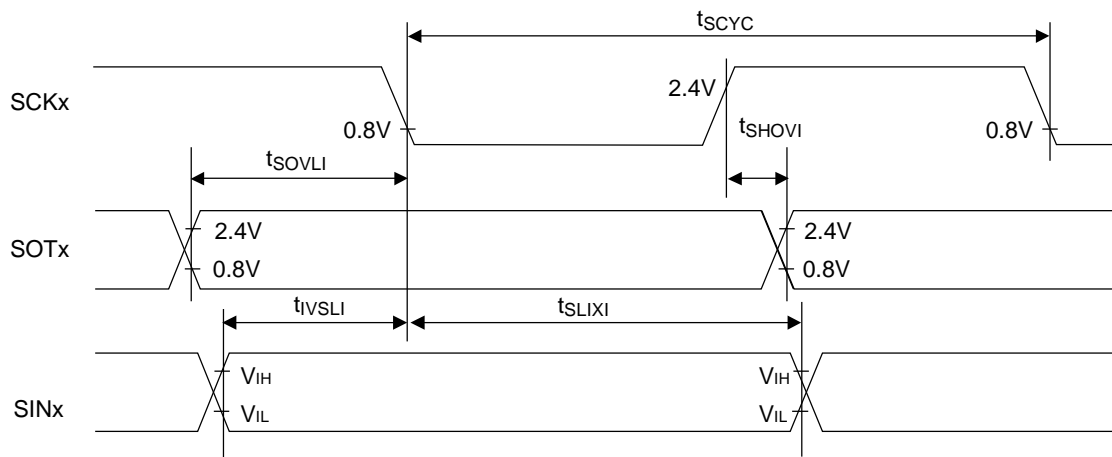 tSCYC
SCKx
2.4V
0.8V
tSHOVI
0.8V
tSOVLI
SOTx
2.4V
0.8V
2.4V
0.8V
tIVSLI
tSLIXI
SINx
VIH
VIL
VIH
VIL